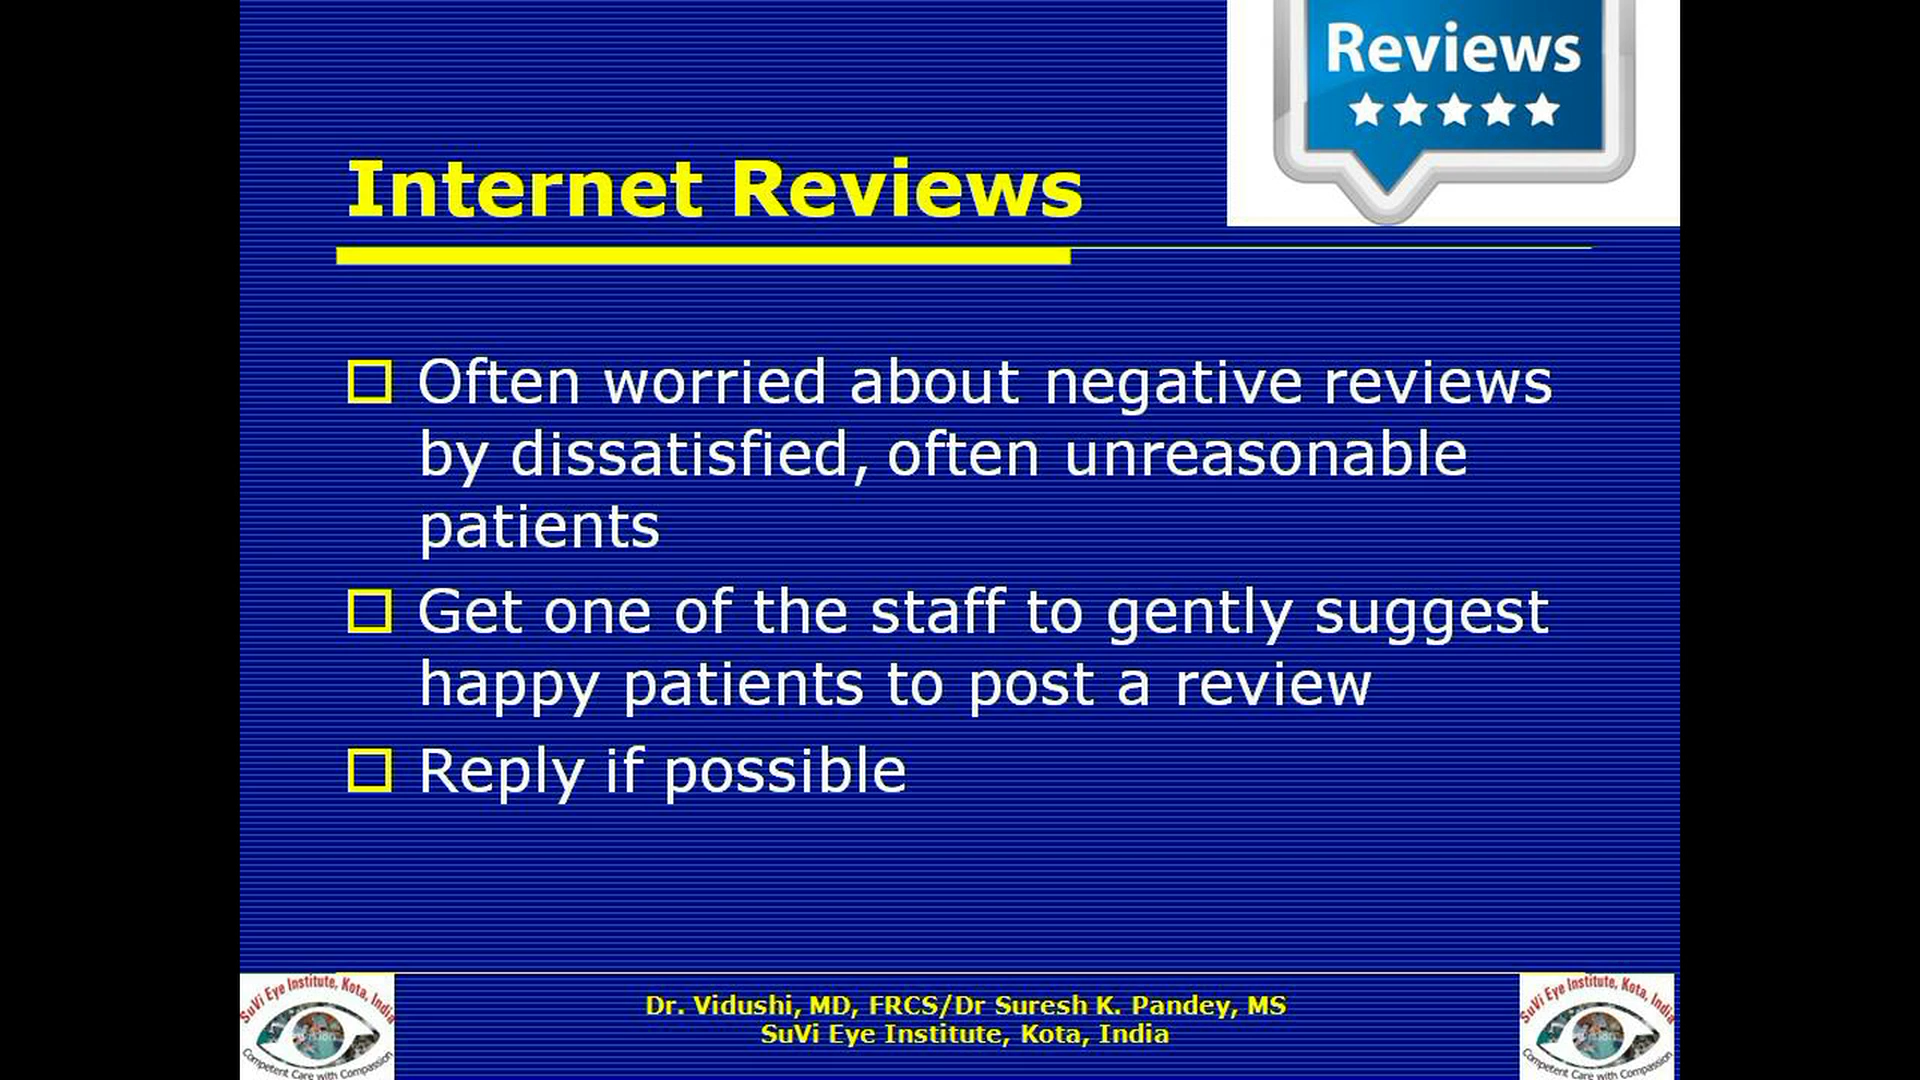 Reviews
Internet Reviews
Often worried about negative reviews
by dissatisfied, often unreasonable
patients
Get one of the staff to gently suggest
happy patients to post a review
Reply if possible
SuVi Eye Institute, Kota, India
Competent Care with Compassion
Dr. Vidushi, MD, FRCS/Dr Suresh K. Pandey, MS
SuVi Eye Institute, Kota, India
SuVi Eye Institute, Kota, India
Competent Care with Compassion